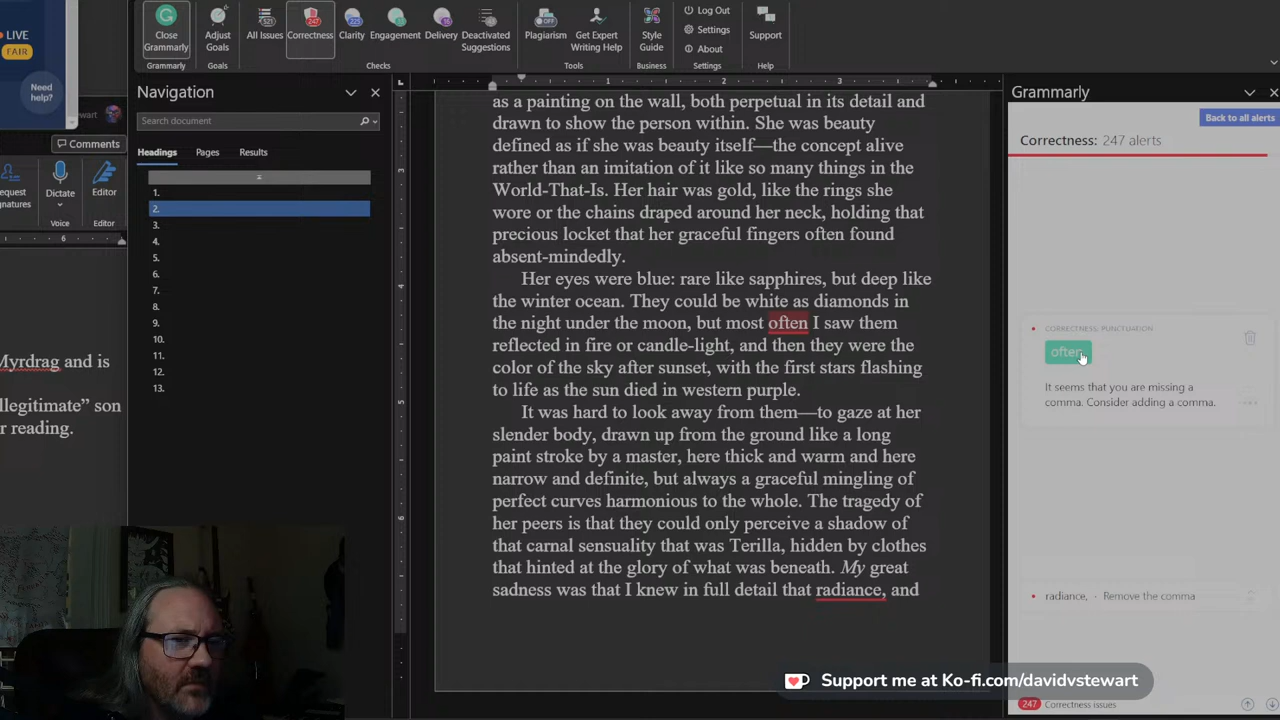 LIVE
FAIR
Need
help?
Close
Grammarly
Adjust
Goals
All Issues
Correctness
247
Clarity
225
Engagement
Delivery
Deactivated
Suggestions
OFF
Plagiarism
Get Expert
Writing Help
Style
Guide
Log Out
Settings
About
Support
Grammarly
Goals
Checks
Tools
Business
Settings
Help
Comments
Dictate
Editor
Voice
Editor
6
Myrdrag and is
llegitimate” son
r reading.
Navigation
Search document
Headings
Pages
Results
1.
2.
3.
4.
5.
6.
7.
8.
9.
10.
11.
12.
13.
1
2
3
as a painting on the wall, both perpetual in its detail and
drawn to show the person within. She was beauty
defined as if she was beauty itself—the concept alive
rather than an imitation of it like so many things in the
World-That-Is. Her hair was gold, like the rings she
wore or the chains draped around her neck, holding that
precious locket that her graceful fingers often found
absent-mindedly.
Her eyes were blue: rare like sapphires, but deep like
the winter ocean. They could be white as diamonds in
the night under the moon, but most often I saw them
reflected in fire or candle-light, and then they were the
color of the sky after sunset, with the first stars flashing
to life as the sun died in western purple.
It was hard to look away from them—to gaze at her
slender body, drawn up from the ground like a long
paint stroke by a master, here thick and warm and here
narrow and definite, but always a graceful mingling of
perfect curves harmonious to the whole. The tragedy of
her peers is that they could only perceive a shadow of
that carnal sensuality that was Terilla, hidden by clothes
that hinted at the glory of what was beneath. My great
sadness was that I knew in full detail that radiance, and
Grammarly
Back to all alerts
Correctness: 247 alerts
CORRECTNESS: PUNCTUATION
often,
It seems that you are missing a
comma. Consider adding a comma.
radiance, · Remove the comma
Support me at Ko-fi.com/davidvstewart
247 Correctness issues